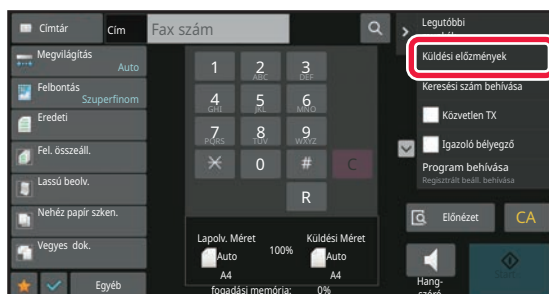 Címtár
Cím
Fax szám
Megvilágítás
Auto
Felbontás
Szuperfinom
Eredeti
Fel. összeáll.
Lassú beolv.
Nehéz papír szken.
Vegyes dok.
Egyéb
1
2
ABC
3
DEF
4
GHI
5
JKL
6
MNO
7
PQRS
8
TUV
9
WXYZ
0
#
C
R
Lapolv. Méret
Auto
A4
100%
Küldési Méret
Auto
A4
fogadási memória: 0%
Legutóbbi
Küldési előzmények
Keresési szám behívása
Közvetlen TX
Igazoló bélyegző
Program behívása
Regisztrált beáll. behívása
Előnézet
CA
Hang-
szóró
Start